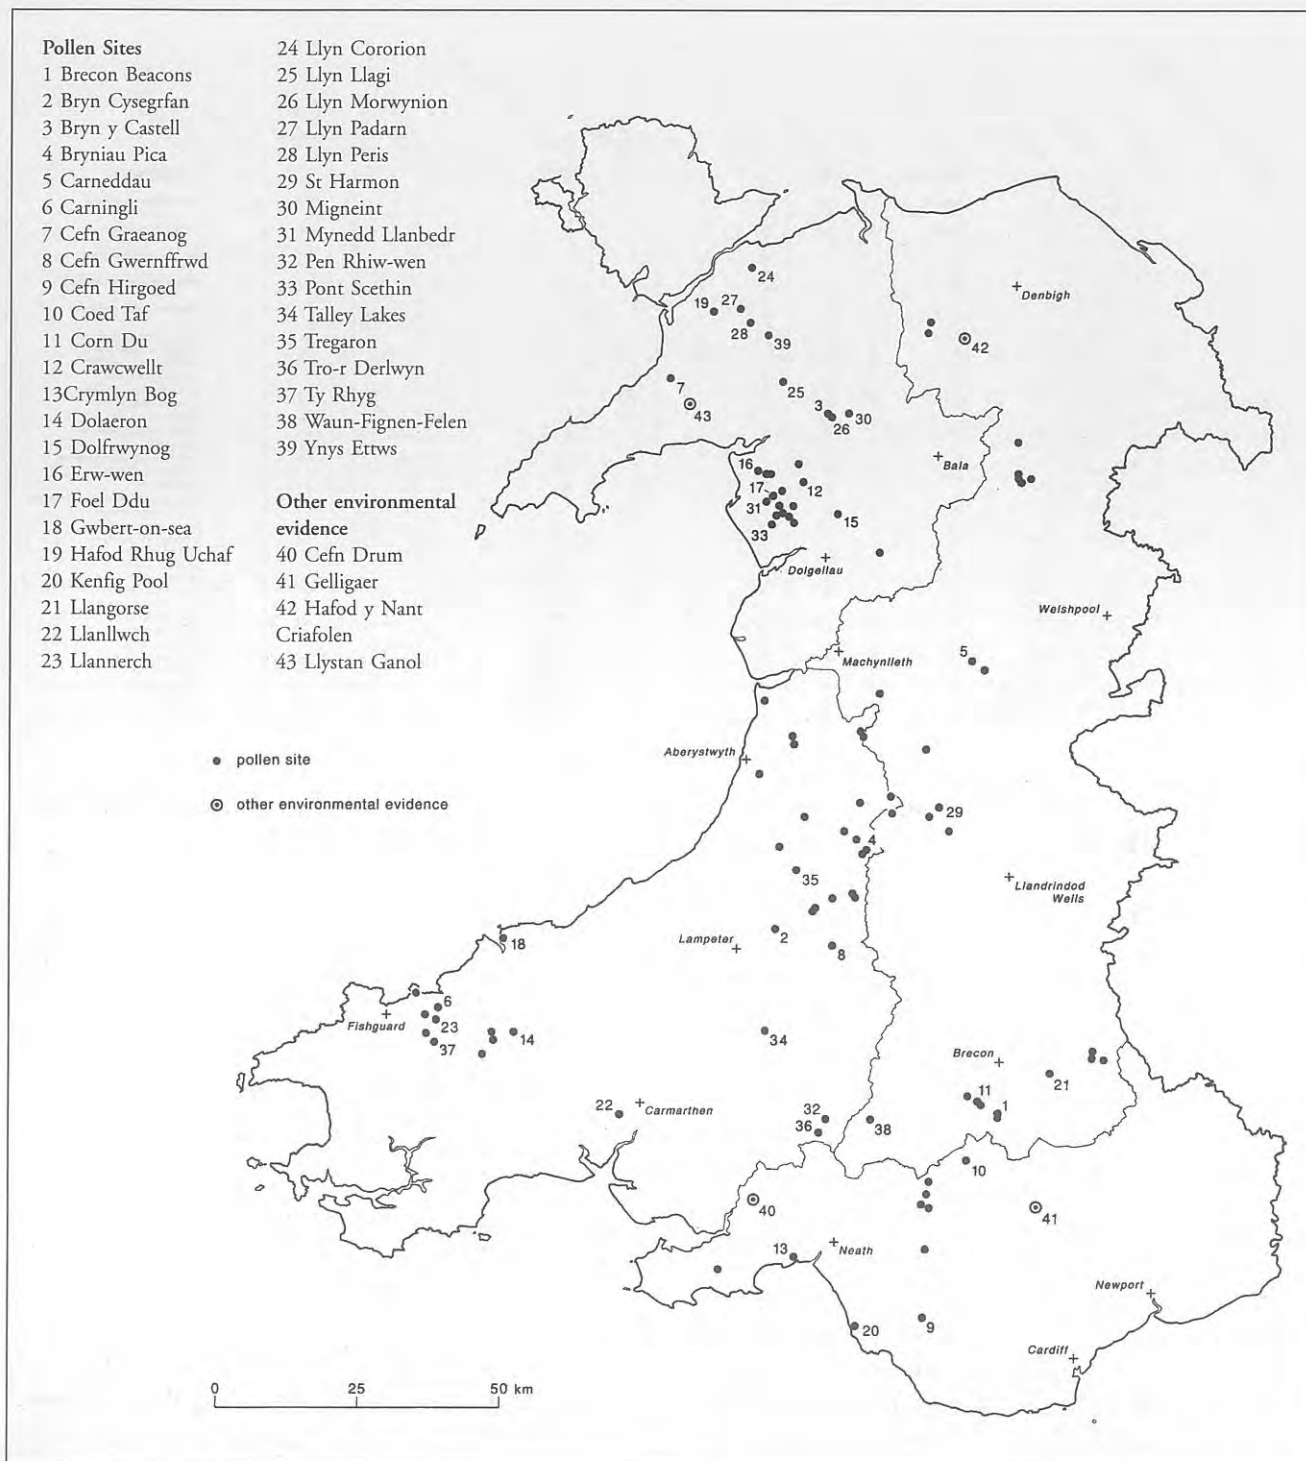 Pollen Sites
1 Brecon Beacons
2 Bryn Cysegrfan
3 Bryn y Castell
4 Bryniau Pica
5 Carneddau
6 Carningli
7 Cefn Graeanog
8 Cefn Gwernffrwd
9 Cefn Hirgoed
10 Coed Taf
11 Corn Du
12 Crawcwellt
13Crymlyn Bog
14 Dolaeron
15 Dolfrwynog
16 Erw-wen
17 Foel Ddu
18 Gwbert-on-sea
19 Hafod Rhug Uchaf
20 Kenfig Pool
21 Llangorse
22 Llanllwch
23 Llannerch
24 Llyn Cororion
25 Llyn Llagi
26 Llyn Morwynion
27 Llyn Padarn
28 Llyn Peris
29 St Harmon
30 Migneint
31 Mynedd Llanbedr
32 Pen Rhiw-wen
33 Pont Scethin
34 Talley Lakes
35 Tregaron
36 Tro-r Derlwyn
37 Ty Rhyg
38 Waun-Fignen-Felen
39 Ynys Ettws
Other environmental
evidence
40 Cefn Drum
41 Gelligaer
42 Hafod y Nant
Criafolen
43 Llystan Ganol
pollen site
other environmental evidence
24
Denbigh
19
27
28
39
42
7
43
25
3
30
26
Bala
16
17
12
31
15
33
Dolgellau
Welshpool
5
Machynlleth
Aberystwyth
29
4
35
Llandrindod
Wells
2
Lampeter
8
18
6
Fishguard
23
37
14
34
Brecon
21
11
1
22
Carmarthen
32
36
38
10
40
41
13
Neath
Newport
20
9
Cardiff
0
25
50 km